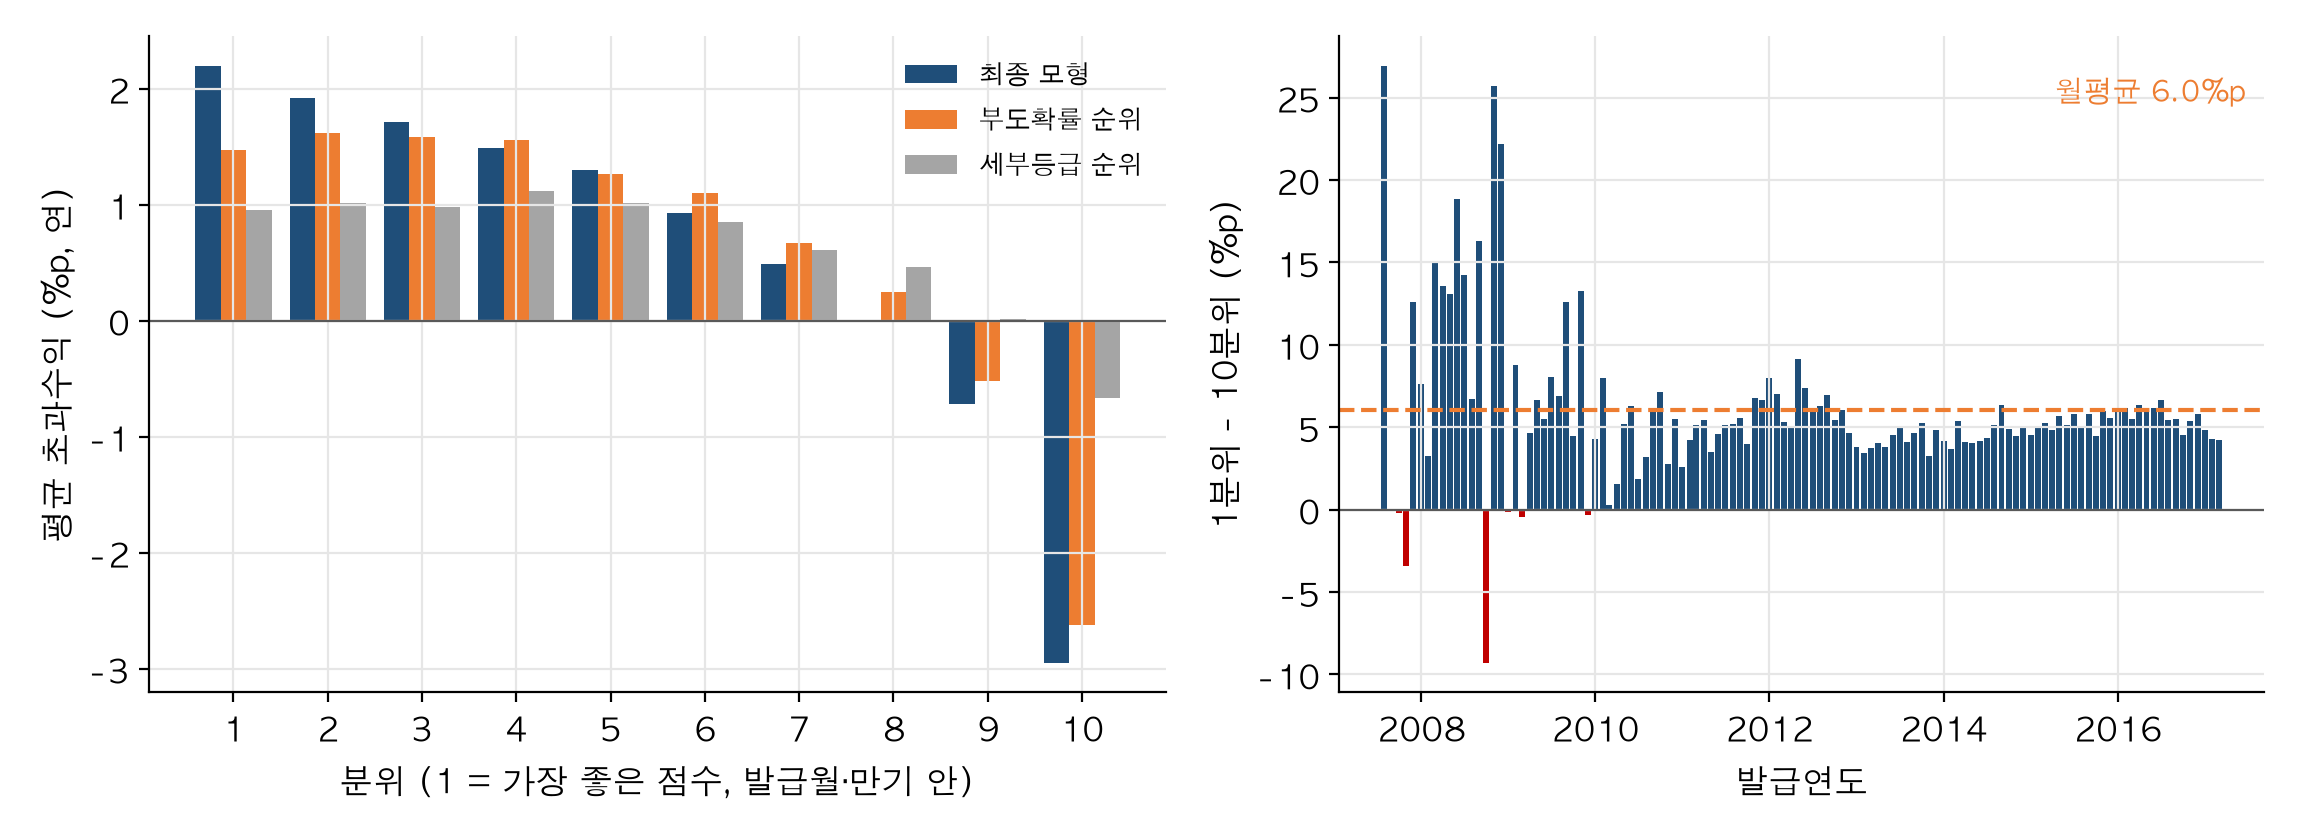 평균 초과수익 (%p, 연)
2
1
0
-1
-2
-3
최종 모형
부도확률 순위
세부등급 순위
1 2 3 4 5 6 7 8 9 10
분위 (1 = 가장 좋은 점수, 발급월·만기 안)
1분위 - 10분위 (%p)
25
20
15
10
5
0
-5
-10
월평균 6.0%p
2008 2010 2012 2014 2016
발급연도